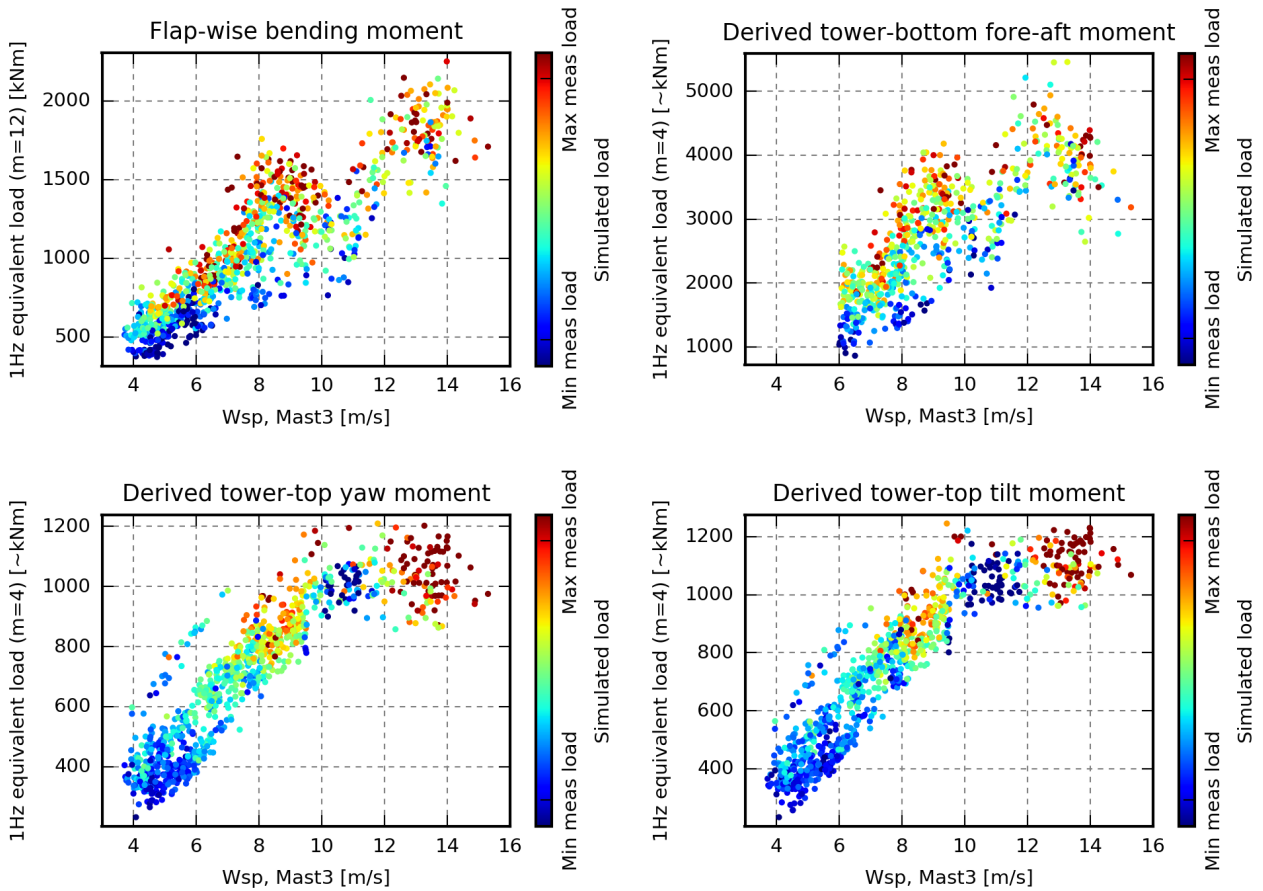 Flap-wise bending moment
1Hz equivalent load (m=12) [kNm]
2000
1500
1000
500
4 6 8 10 12 14 16
Wsp, Mast3 [m/s]
Min meas load Max meas load
Simulated load
Derived tower-bottom fore-aft moment
1Hz equivalent load (m=4) [~kNm]
5000
4000
3000
2000
1000
4 6 8 10 12 14 16
Wsp, Mast3 [m/s]
Min meas load Max meas load
Simulated load
Derived tower-top yaw moment
1Hz equivalent load (m=4) [~kNm]
1200
1000
800
600
400
4 6 8 10 12 14 16
Wsp, Mast3 [m/s]
Min meas load Max meas load
Simulated load
Derived tower-top tilt moment
1Hz equivalent load (m=4) [~kNm]
1200
1000
800
600
400
4 6 8 10 12 14 16
Wsp, Mast3 [m/s]
Min meas load Max meas load
Simulated load